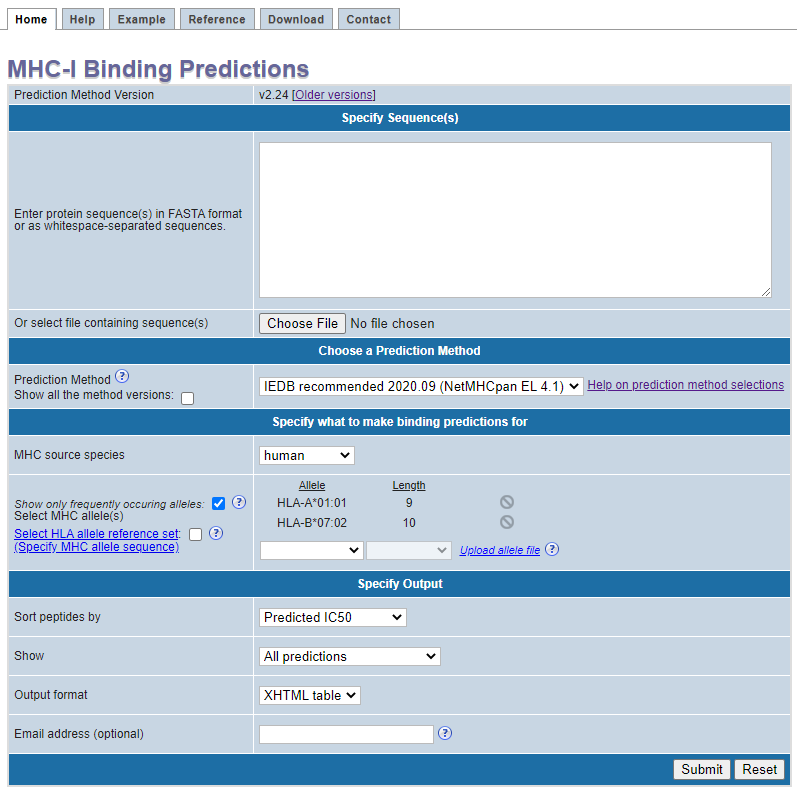 Home Help Example Reference Download Contact
MHC-I Binding Predictions
Prediction Method Version v2.24 [Older versions]
Specify Sequence(s)
Enter protein sequence(s) in FASTA format
or as whitespace-separated sequences.
Or select file containing sequence(s) Choose File No file chosen
Choose a Prediction Method
Prediction Method ?
Show all the method versions:
IEDB recommended 2020.09 (NetMHCpan EL 4.1) Help on prediction method selections
Specify what to make binding predictions for
MHC source species human
Show only frequently occuring alleles: ?
Select MHC allele(s)
Select HLA allele reference set: ?
(Specify MHC allele sequence)
Allele Length
HLA-A*01:01 9
HLA-B*07:02 10
Upload allele file ?
Specify Output
Sort peptides by Predicted IC50
Show All predictions
Output format XHTML table
Email address (optional) ?
Submit Reset